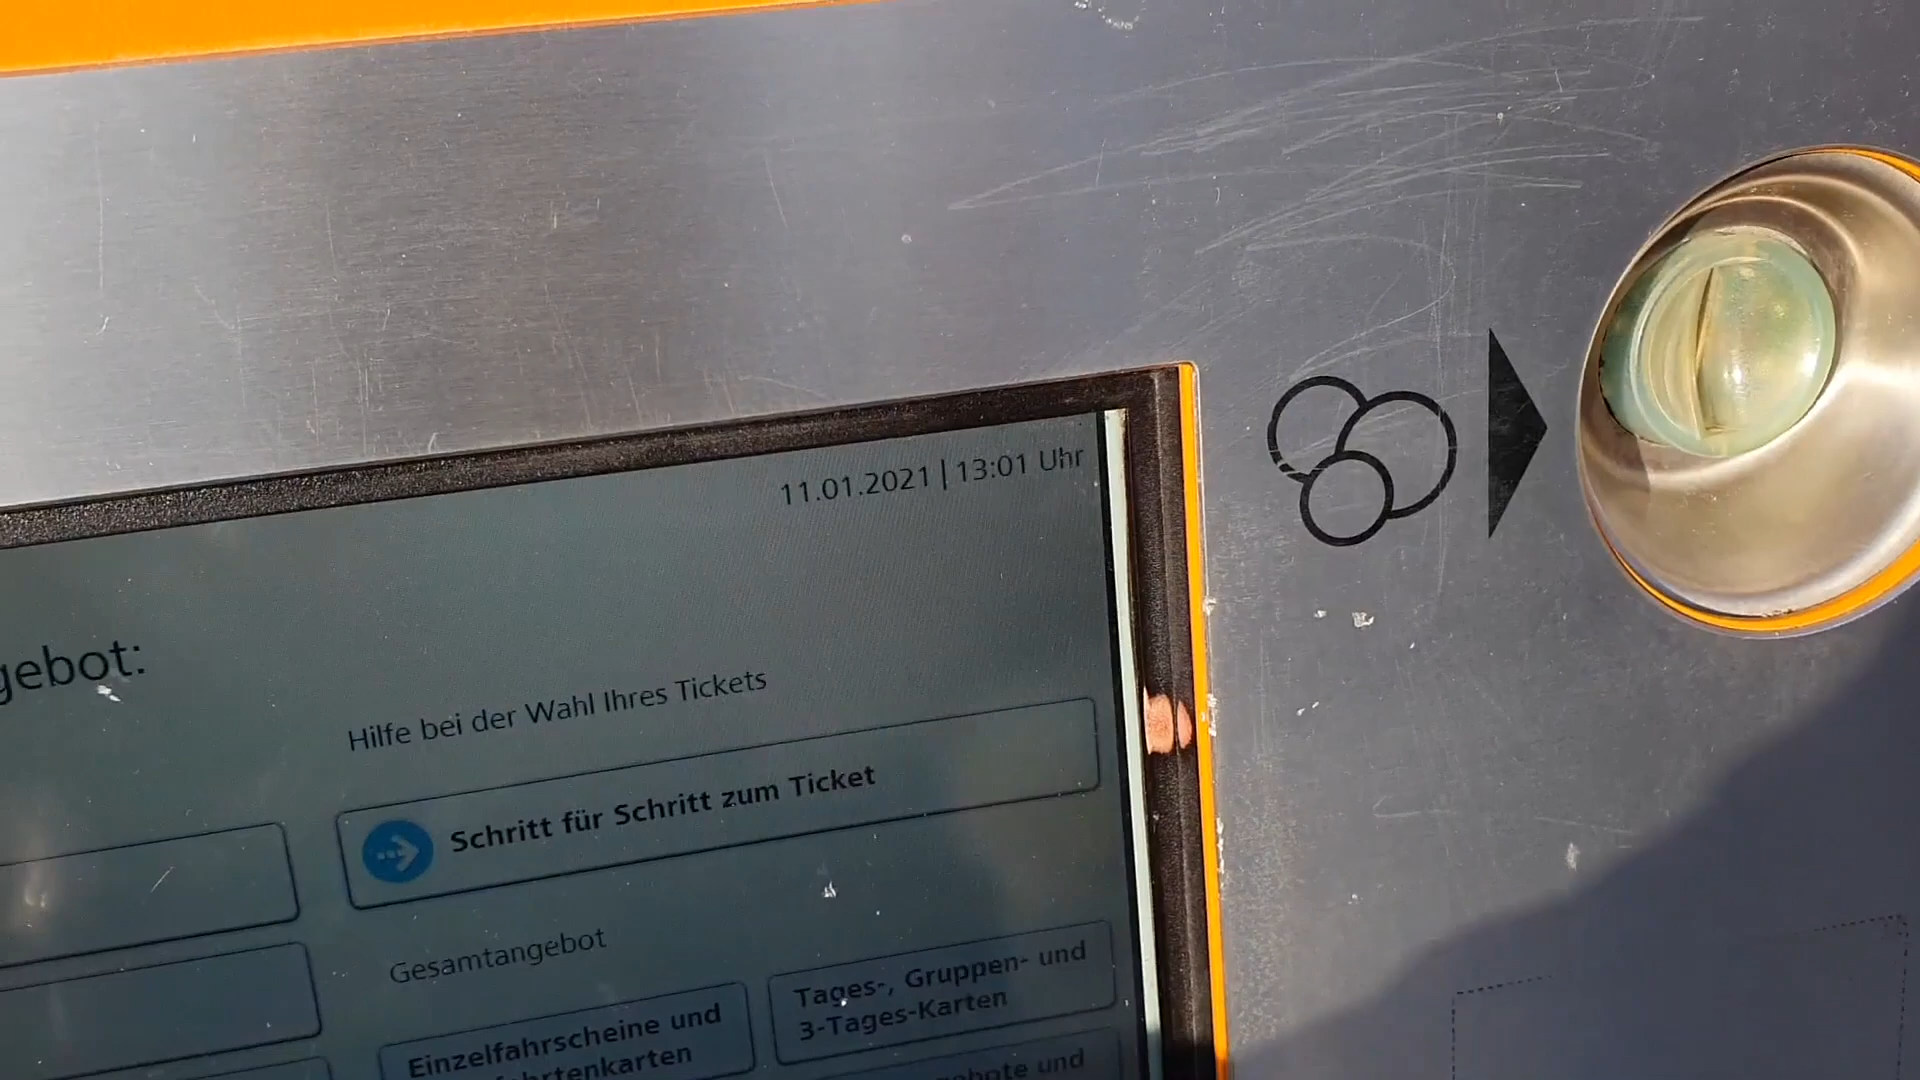 11.01.2021 | 13:01 Uhr
gebot:
Hilfe bei der Wahl Ihres Tickets
Schritt für Schritt zum Ticket
Gesamtangebot
Einzelfahrscheine und
Tages-, Gruppen- und
3-Tages-Karten
und